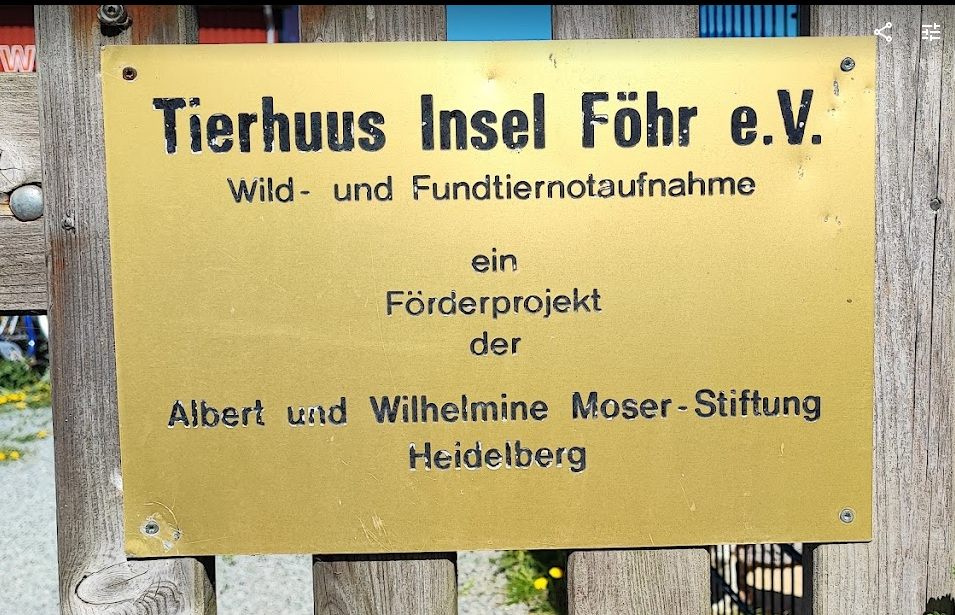 Tierhuus Insel Föhr e.V.
Wild- und Fundtiernotaufnahme
ein
Förderprojekt
der
Albert und Wilhelmine Moser-Stiftung
Heidelberg